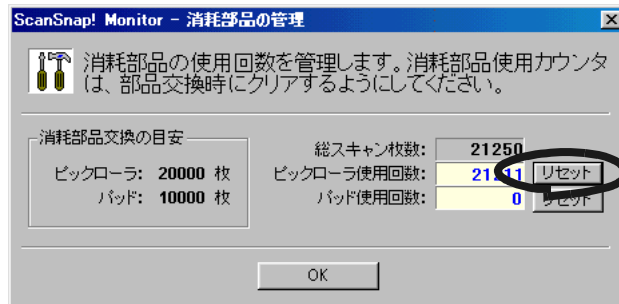 ScanSnap! Monitor - 消耗部品の管理
消耗部品の使用回数を管理します。消耗部品使用カウンタ
は、部品交換時にクリアするようにしてください。
消耗部品交換の目安
ピックローラ: 20000 枚
パッド: 10000 枚
総スキャン枚数: 21250
ピックローラ使用回数: 21211 リセット
パッド使用回数: 0 リセット
OK